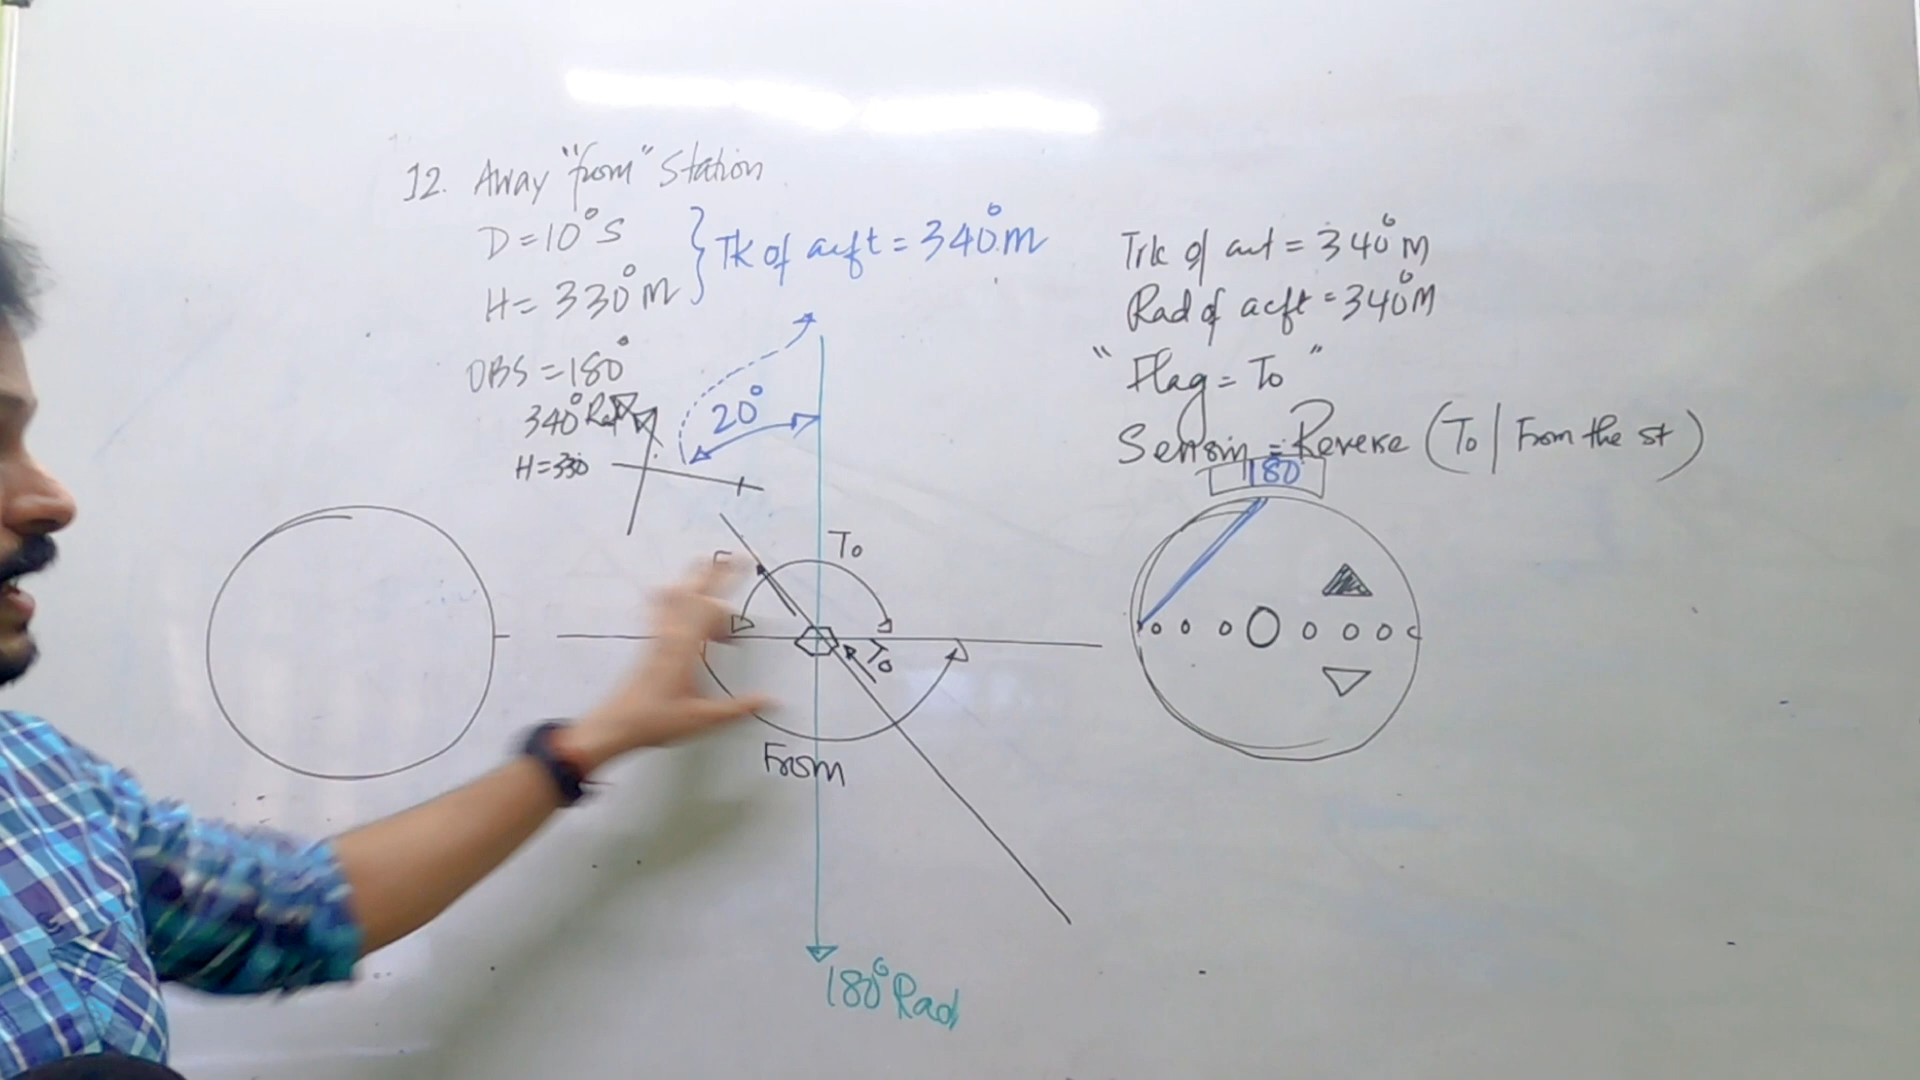 12. Away "from" Station
D = 10° S
H = 330° M
} Tk of acft = 340° M
OBS = 180°
340° Rad
H = 330
20°
To
F
To
From
180° Rad
Trk of acft = 340° M
Rad of acft = 340° M
" Flag = To "
Sensin = Reverse (To | From the st)
180